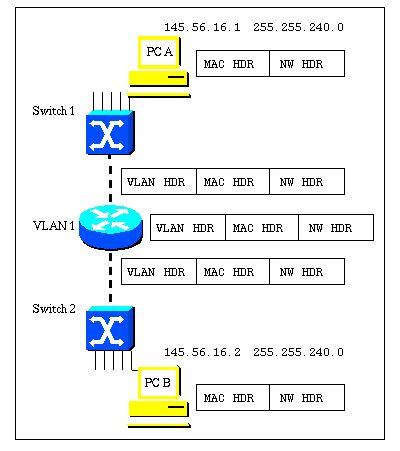 145.56.16.1 255.255.240.0
PC A
MAC HDR NW HDR
Switch 1
VLAN HDR MAC HDR NW HDR
VLAN 1
VLAN HDR MAC HDR NW HDR
VLAN HDR MAC HDR NW HDR
Switch 2
145.56.16.2 255.255.240.0
PC B
MAC HDR NW HDR